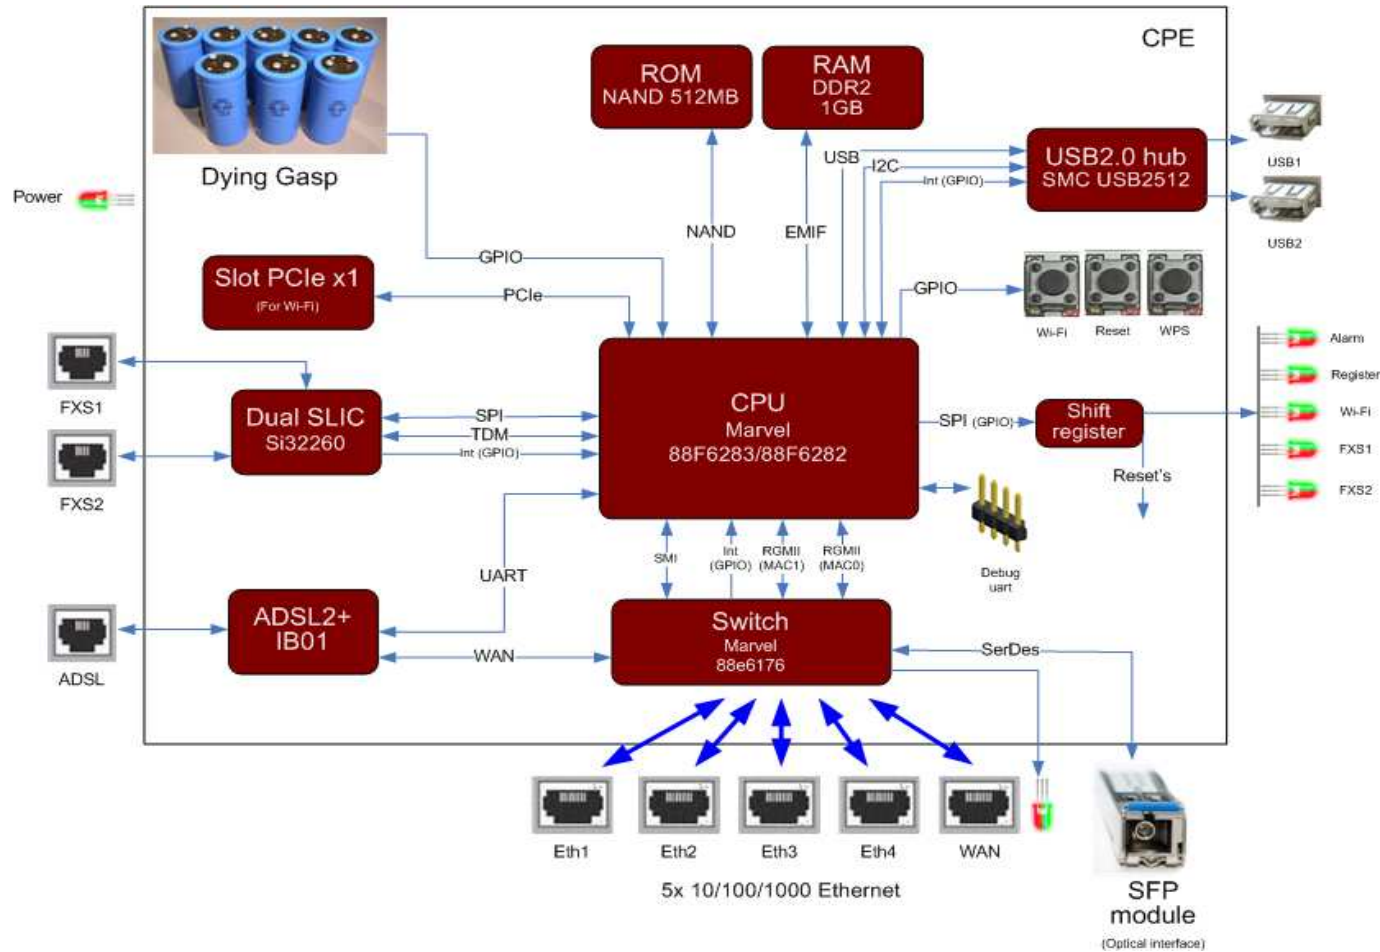 CPE
ROM
NAND 512MB
RAM
DDR2
1GB
Dying Gasp
Power
USB
I2C
Int (GPIO)
USB2.0 hub
SMC USB2512
USB1
USB2
NAND
EMIF
GPIO
PCIe
Slot PCIe x1
(For Wi-Fi)
GPIO
Wi-Fi
Reset
WPS
FXS1
FXS2
Dual SLIC
Si32260
SPI
TDM
Int (GPIO)
CPU
Marvel
88F6283/88F6282
SPI (GPIO)
Shift
register
Reset's
Alarm
Register
Wi-Fi
FXS1
FXS2
Debug
uart
SMI
Int
(GPIO)
RGMII
(MAC1)
RGMII
(MAC0)
UART
ADSL
ADSL2+
IB01
WAN
Switch
Marvel
88e6176
SerDes
Eth1
Eth2
Eth3
Eth4
WAN
5x 10/100/1000 Ethernet
SFP
module
(Optical interface)